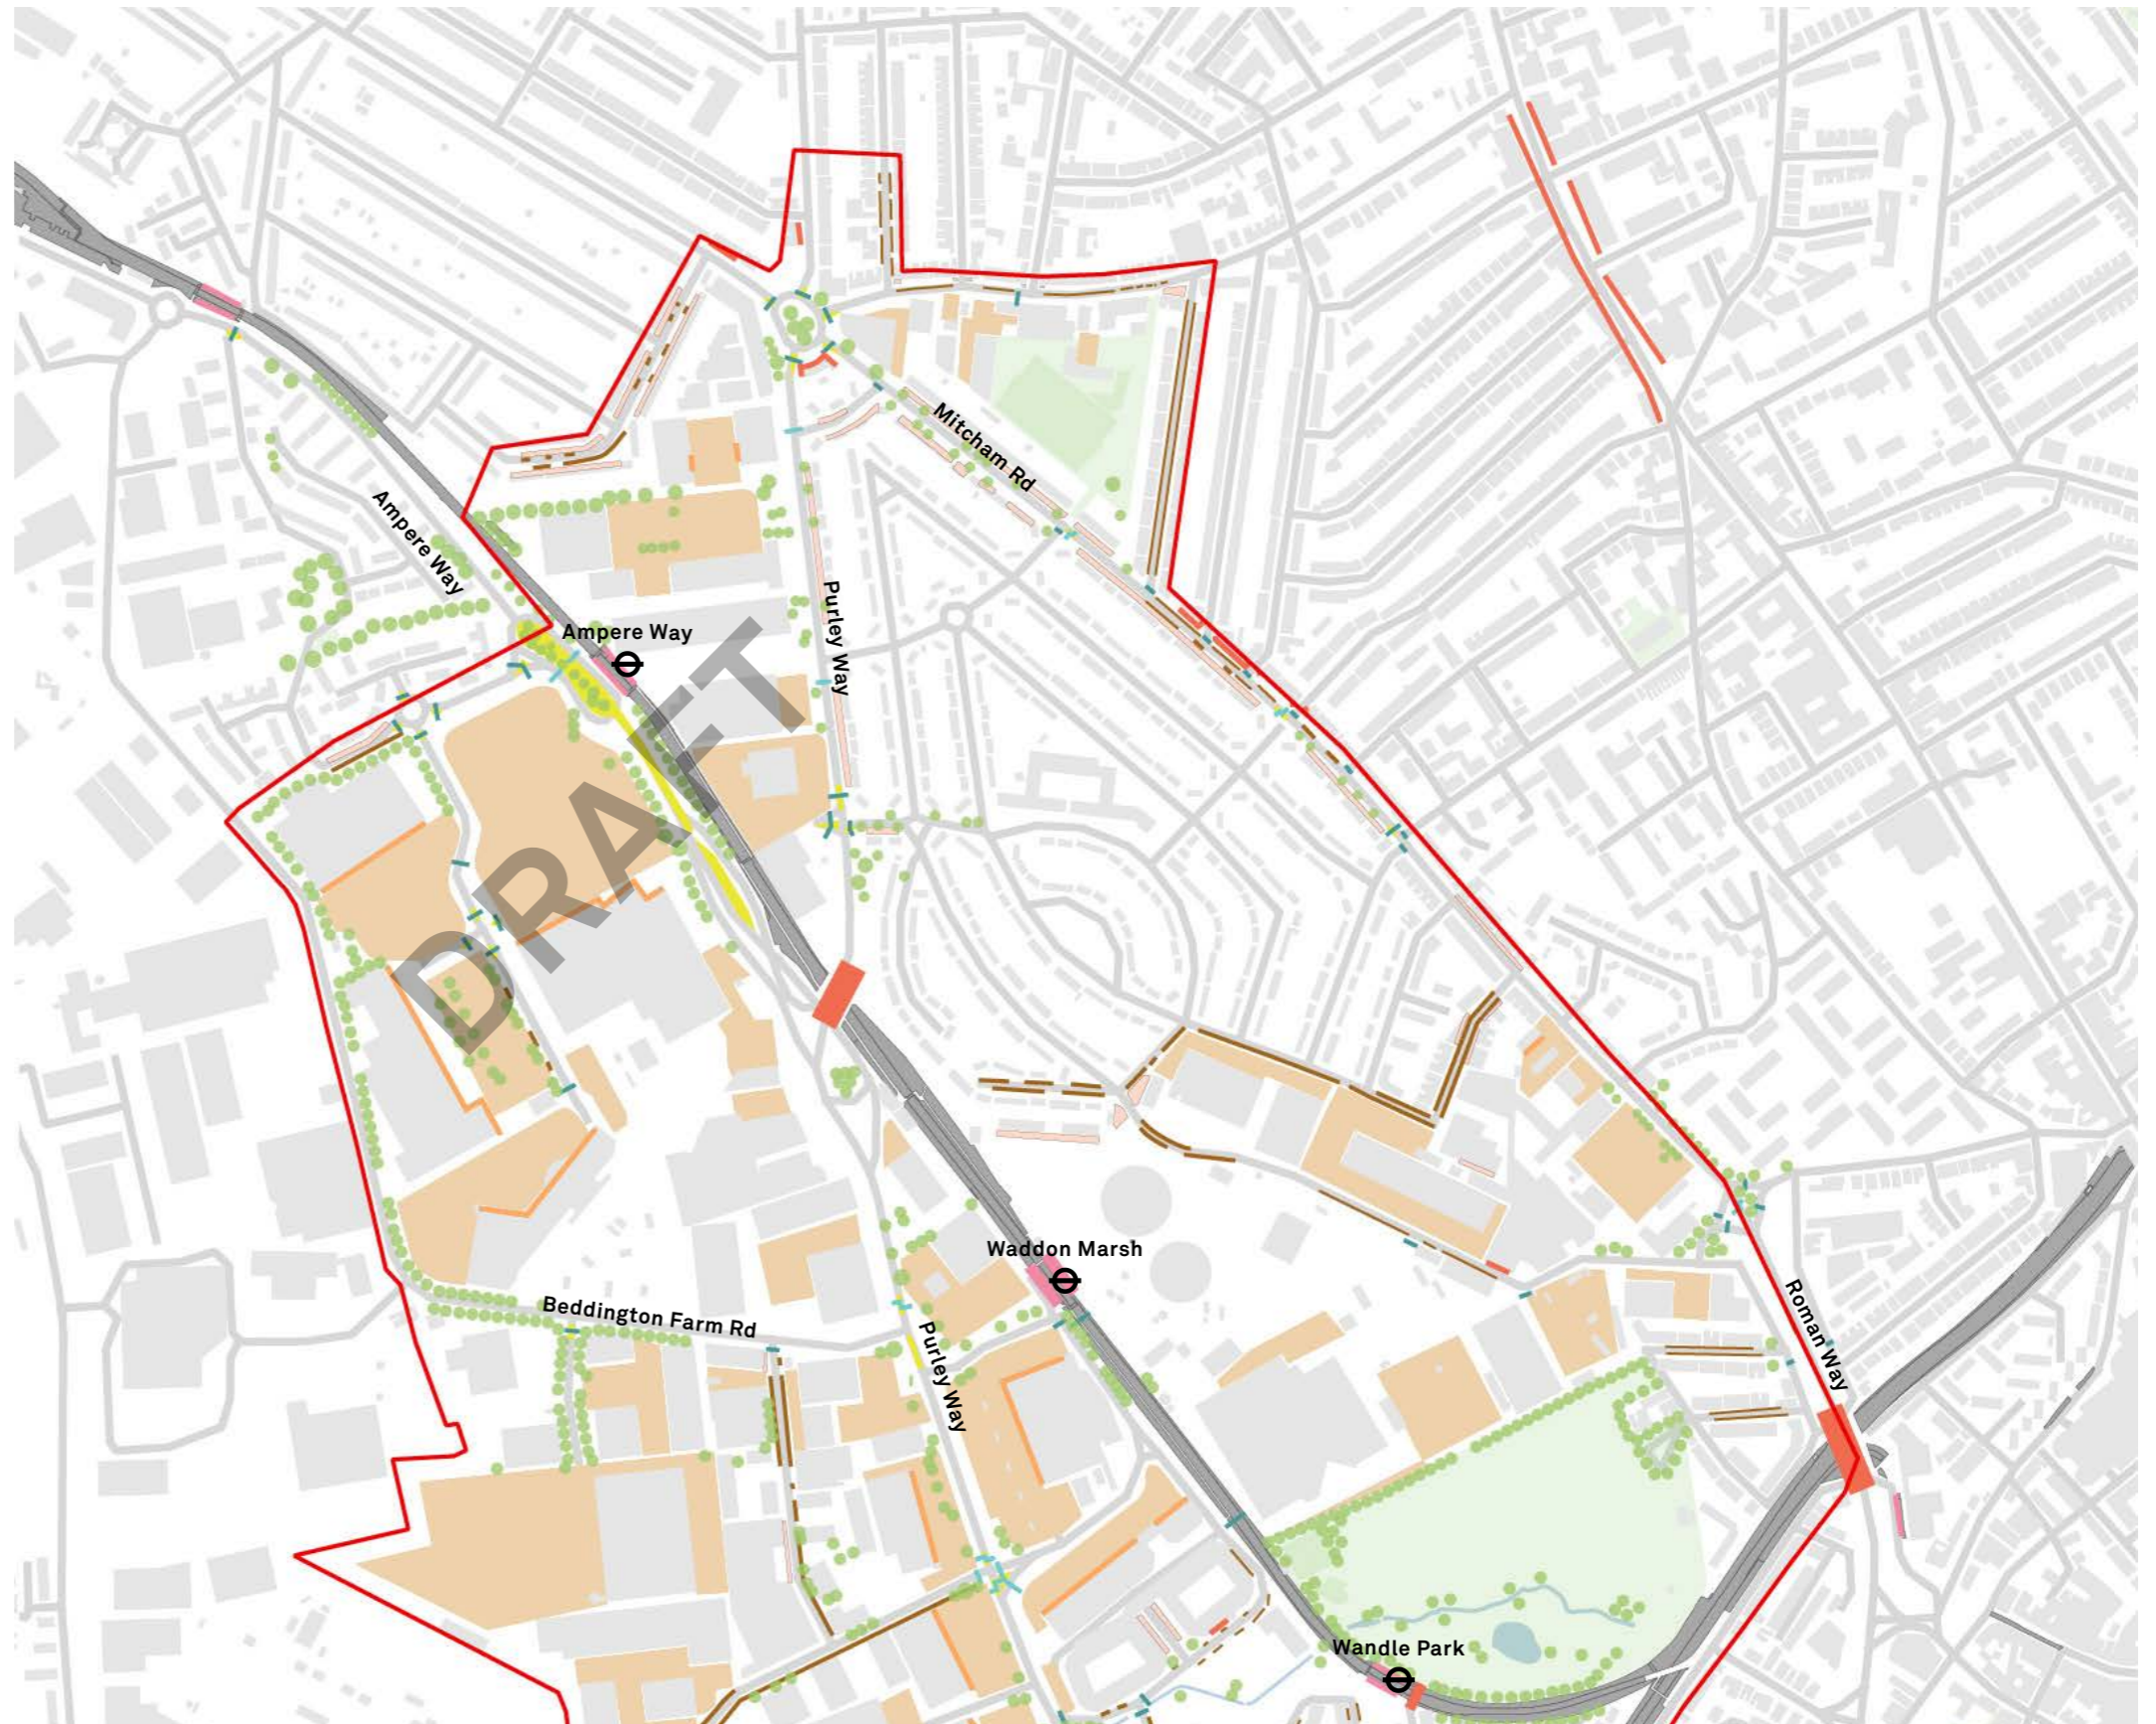 Mitcham Rd
Ampere Way
Ampere Way
Purley Way
DRAFT
Waddon Marsh
Beddington Farm Rd
Purley Way
Roman Way
Wandle Park